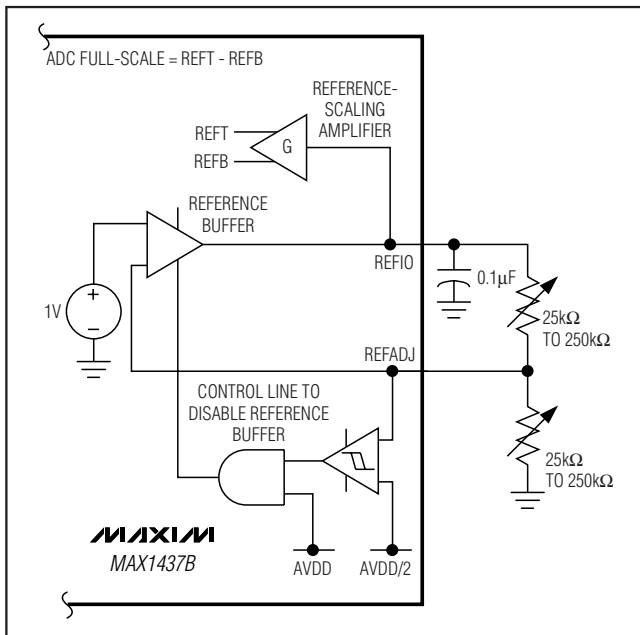 ADC FULL-SCALE = REFT - REFB
REFERENCE-
SCALING
AMPLIFIER
REFT
REFB
G
REFERENCE
BUFFER
REFIO
0.1μF
1V
+
−
25kΩ
TO 250kΩ
REFADJ
CONTROL LINE TO
DISABLE REFERENCE
BUFFER
25kΩ
TO 250kΩ
MAXIM
MAX1437B
AVDD
AVDD/2